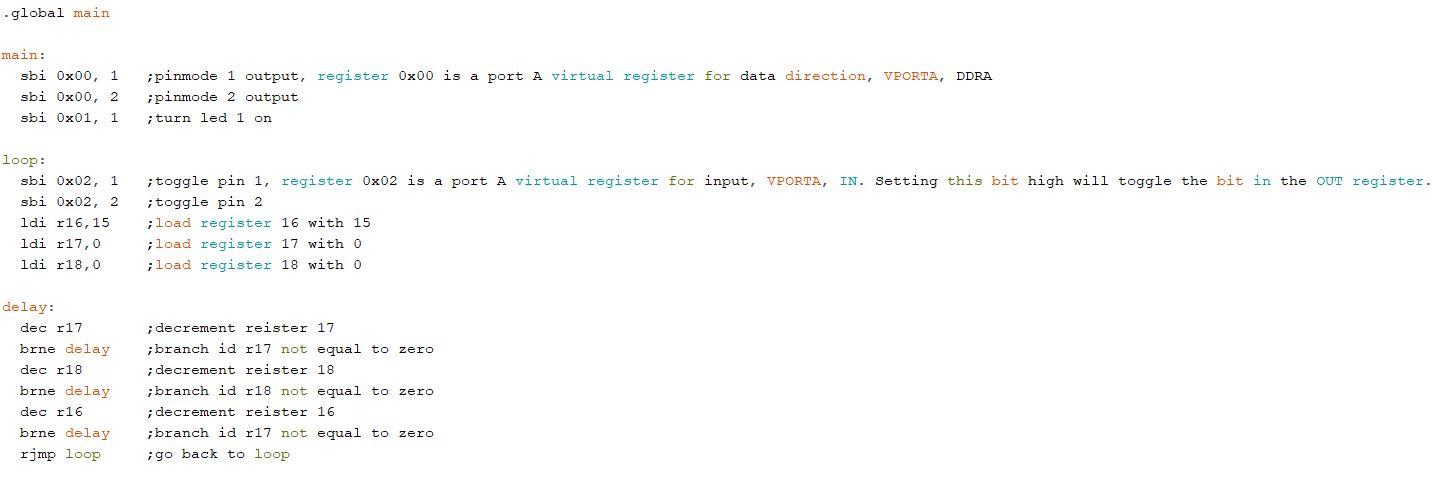 .global main
main:
sbi 0x00, 1 ;pinmode 1 output, register 0x00 is a port A virtual register for data direction, VPORTA, DDRA
sbi 0x00, 2 ;pinmode 2 output
sbi 0x01, 1 ;turn led 1 on
loop:
sbi 0x02, 1 ;toggle pin 1, register 0x02 is a port A virtual register for input, VPORTA, IN. Setting this bit high will toggle the bit in the OUT register.
sbi 0x02, 2 ;toggle pin 2
ldi r16,15 ;load register 16 with 15
ldi r17,0 ;load register 17 with 0
ldi r18,0 ;load register 18 with 0
delay:
dec r17 ;decrement reister 17
brne delay ;branch id r17 not equal to zero
dec r18 ;decrement reister 18
brne delay ;branch id r18 not equal to zero
dec r16 ;decrement reister 16
brne delay ;branch id r17 not equal to zero
rjmp loop ;go back to loop